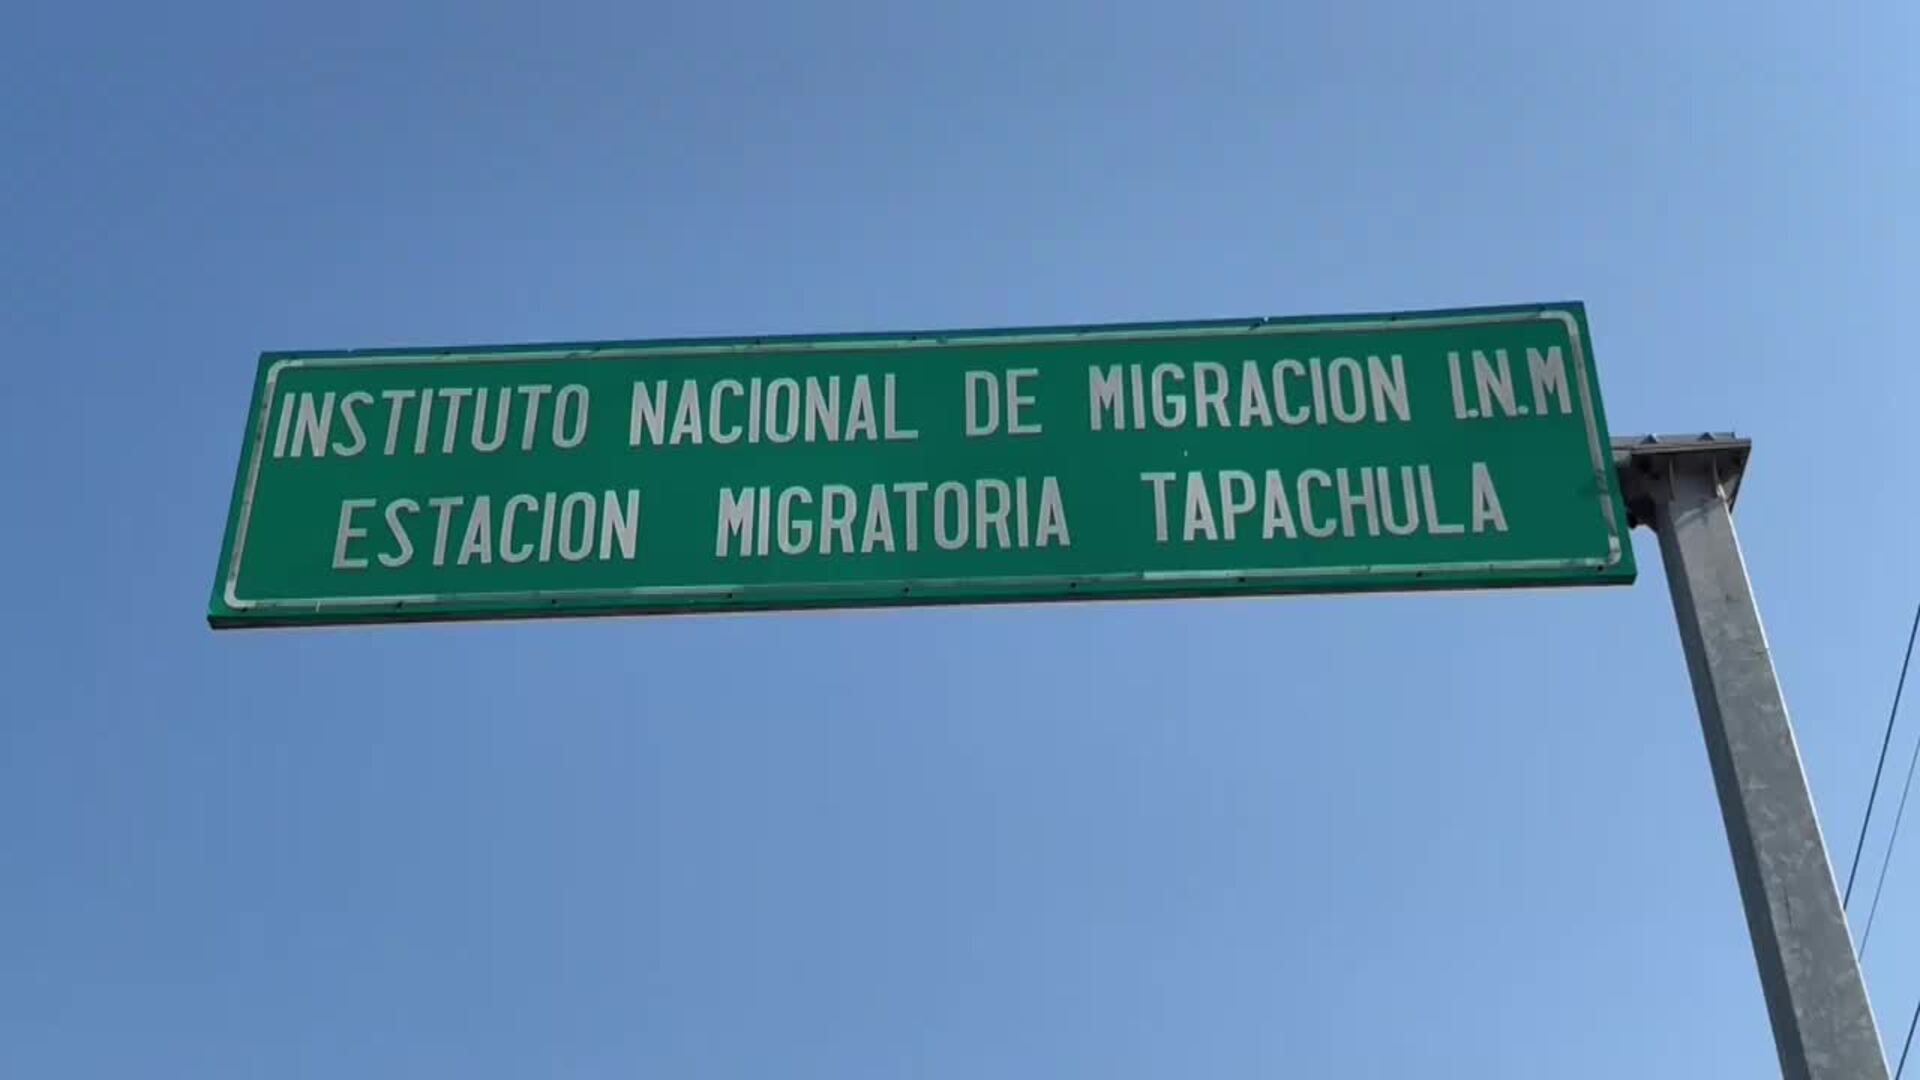 INSTITUTO NACIONAL DE MIGRACION I.N.M
ESTACION MIGRATORIA TAPACHULA